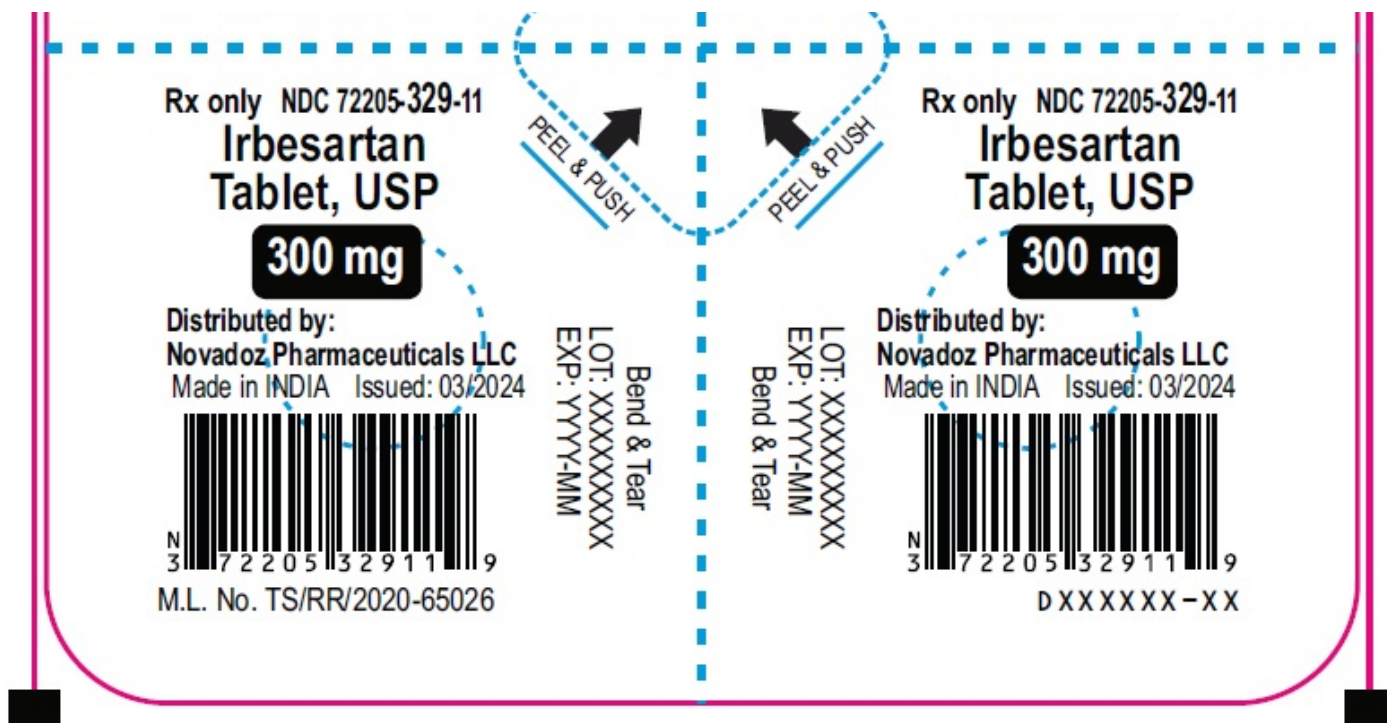 Rx only NDC 72205-329-11
Irbesartan
Tablet, USP
300 mg
Distributed by:
Novadoz Pharmaceuticals LLC
Made in INDIA Issued: 03/2024
N
3 72205 32911 9
M.L. No. TS/RR/2020-65026
PEEL & PUSH
Bend & Tear
LOT: XXXXXXX
EXP: YYYY-MM
PEEL & PUSH
LOT: XXXXXXX
EXP: YYYY-MM
Bend & Tear
Rx only NDC 72205-329-11
Irbesartan
Tablet, USP
300 mg
Distributed by:
Novadoz Pharmaceuticals LLC
Made in INDIA Issued: 03/2024
N
3 72205 32911 9
DXXXXXX-XX